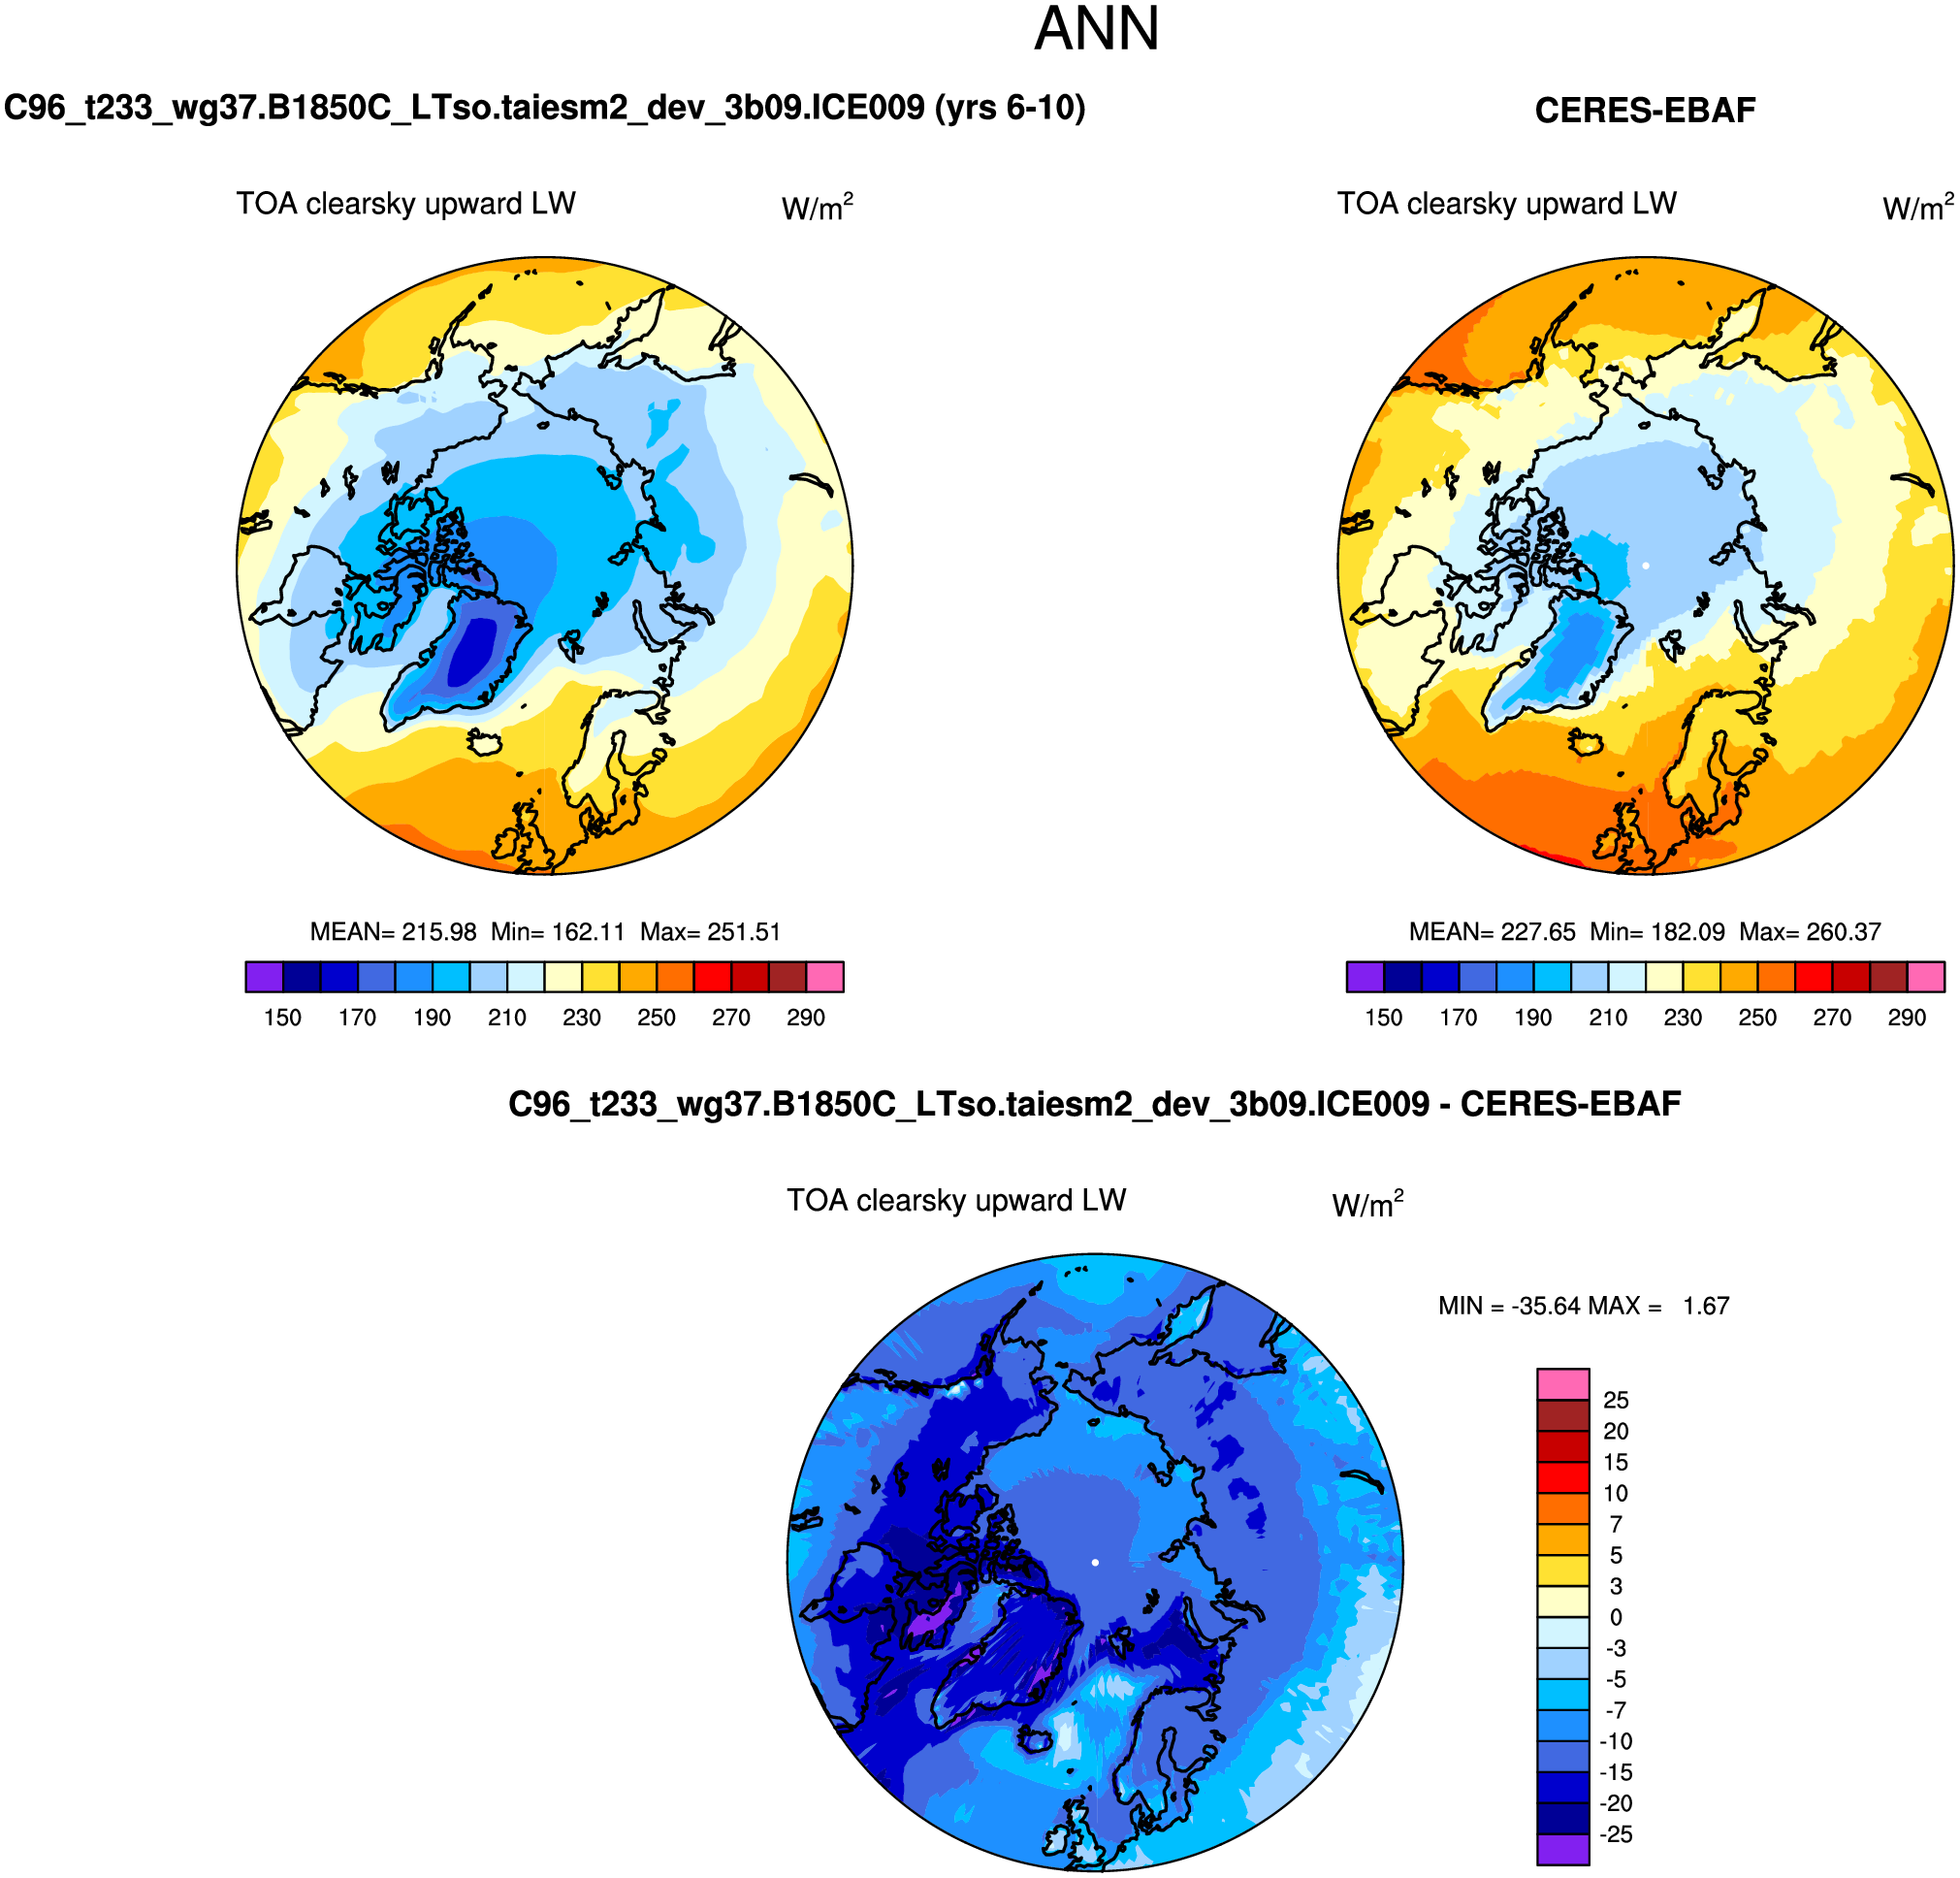 ANN
C96_t233_wg37.B1850C_LTso.taiesm2_dev_3b09.ICE009 (yrs 6-10)
CERES-EBAF
TOA clearsky upward LW W/m²
TOA clearsky upward LW W/m²
MEAN= 215.98 Min= 162.11 Max= 251.51
150 170 190 210 230 250 270 290
MEAN= 227.65 Min= 182.09 Max= 260.37
150 170 190 210 230 250 270 290
C96_t233_wg37.B1850C_LTso.taiesm2_dev_3b09.ICE009 - CERES-EBAF
TOA clearsky upward LW W/m²
MIN = -35.64 MAX = 1.67
25
20
15
10
7
5
3
0
-3
-5
-7
-10
-15
-20
-25